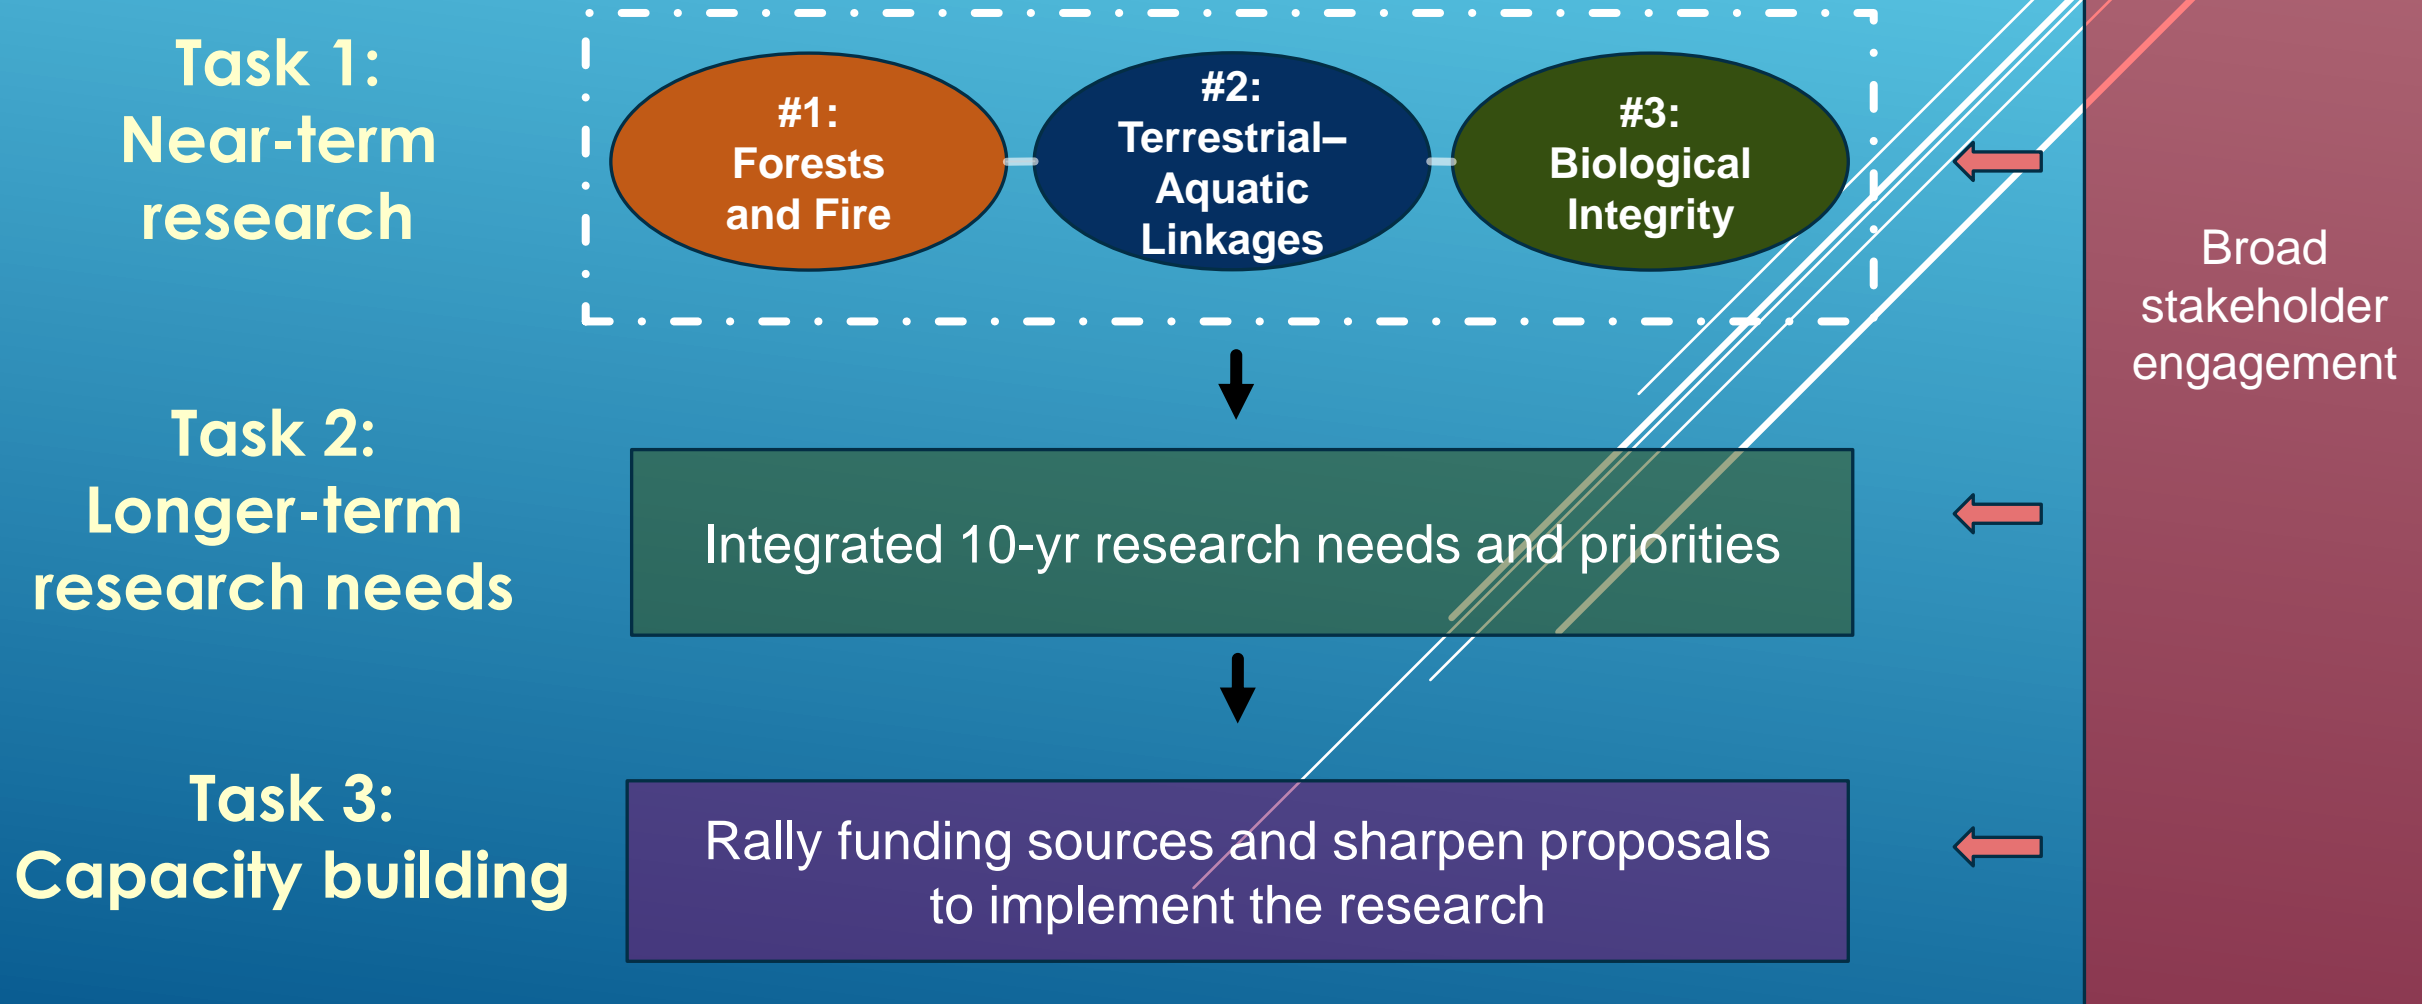 Task 1:
Near-term
research
#1:
Forests
and Fire
#2:
Terrestrial–
Aquatic
Linkages
#3:
Biological
Integrity
Broad
stakeholder
engagement
Task 2:
Longer-term
research needs
Integrated 10-yr research needs and priorities
Task 3:
Capacity building
Rally funding sources and sharpen proposals
to implement the research